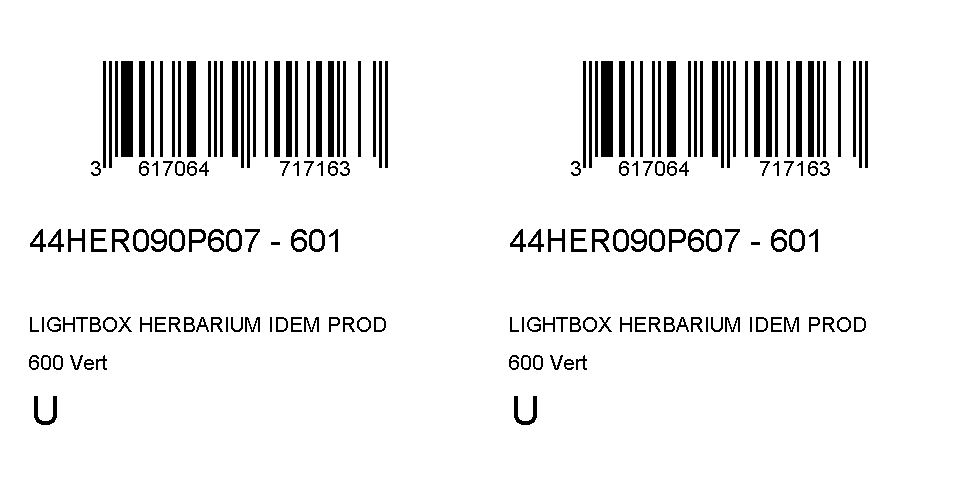 3 617064 717163
44HER090P607 - 601
LIGHTBOX HERBARIUM IDEM PROD
600 Vert
U
3 617064 717163
44HER090P607 - 601
LIGHTBOX HERBARIUM IDEM PROD
600 Vert
U